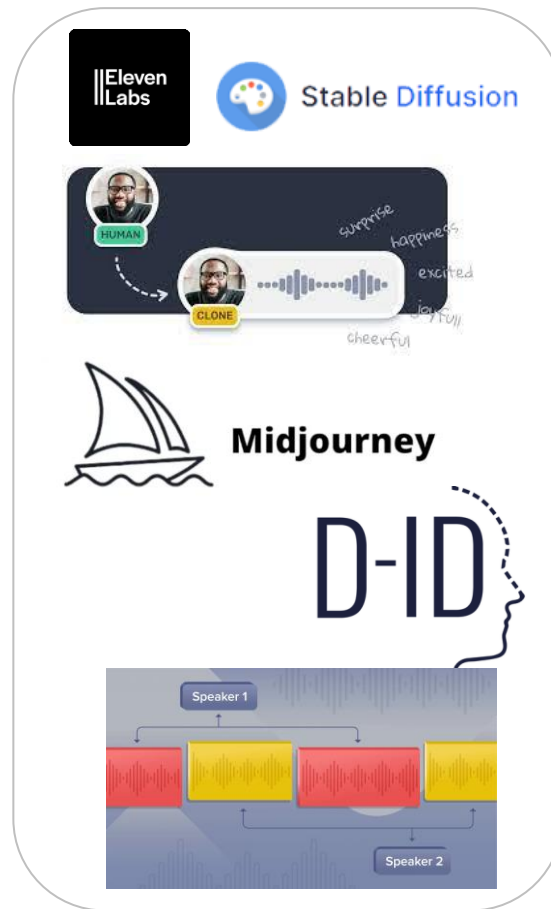 Eleven
Labs
Stable Diffusion
HUMAN
CLONE
surprise
happiness
excited
joyfull
cheerful
Midjourney
D-ID
Speaker 1
Speaker 2